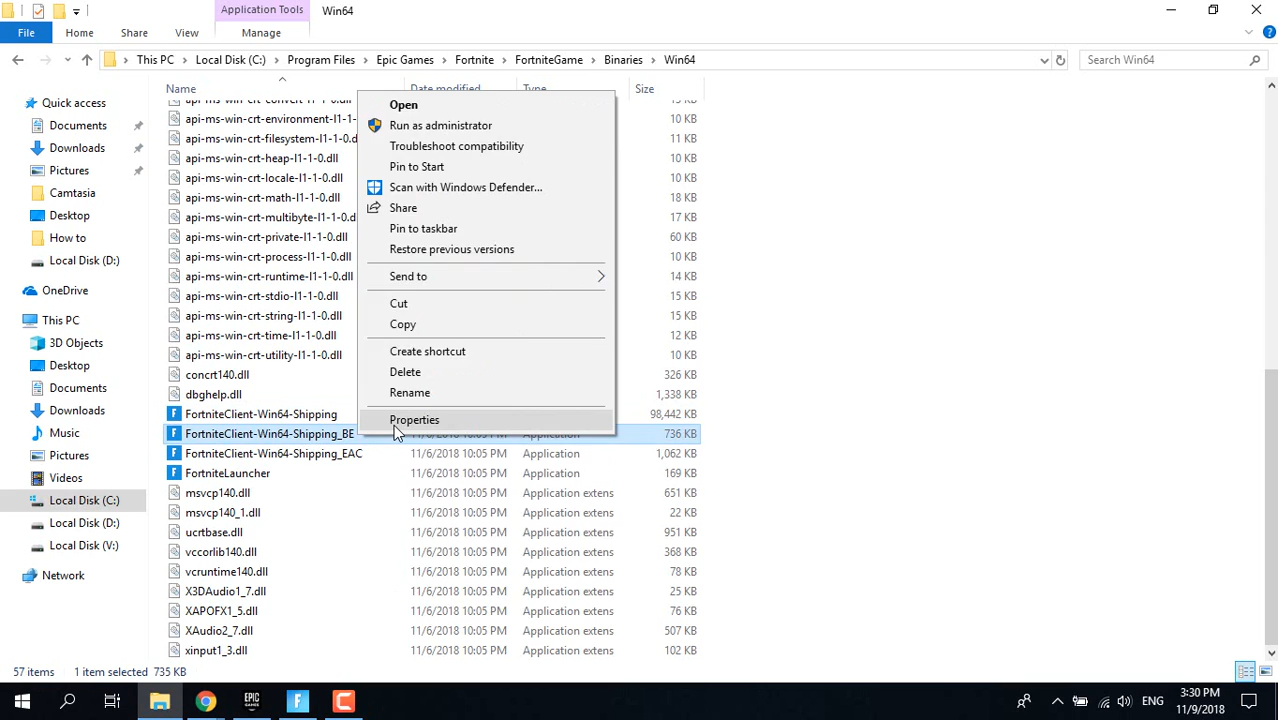 Application Tools Win64
File Home Share View Manage
This PC Local Disk (C:) Program Files Epic Games Fortnite FortniteGame Binaries Win64 Search Win64
Name Date modified Type Size
Quick access
Documents
Downloads
Pictures
Camtasia
Desktop
How to
Local Disk (D:)
OneDrive
This PC
3D Objects
Desktop
Documents
Downloads
Music
Pictures
Videos
Local Disk (C:)
Local Disk (D:)
Local Disk (V:)
Network
api-ms-win-crt-convert-l1-1-0.dll 13 KB
api-ms-win-crt-environment-l1-1- 10 KB
api-ms-win-crt-filesystem-l1-1-0.d 11 KB
api-ms-win-crt-heap-l1-1-0.dll 10 KB
api-ms-win-crt-locale-l1-1-0.dll 10 KB
api-ms-win-crt-math-l1-1-0.dll 18 KB
api-ms-win-crt-multibyte-l1-1-0.d 17 KB
api-ms-win-crt-private-l1-1-0.dll 60 KB
api-ms-win-crt-process-l1-1-0.dll 10 KB
api-ms-win-crt-runtime-l1-1-0.dll 14 KB
api-ms-win-crt-stdio-l1-1-0.dll 15 KB
api-ms-win-crt-string-l1-1-0.dll 15 KB
api-ms-win-crt-time-l1-1-0.dll 12 KB
api-ms-win-crt-utility-l1-1-0.dll 10 KB
concrt140.dll 326 KB
dbghelp.dll 1,338 KB
FortniteClient-Win64-Shipping 98,442 KB
FortniteClient-Win64-Shipping_BE 11/6/2018 10:05 PM Application 736 KB
FortniteClient-Win64-Shipping_EAC 11/6/2018 10:05 PM Application 1,062 KB
FortniteLauncher 11/6/2018 10:05 PM Application 169 KB
msvcp140.dll 11/6/2018 10:05 PM Application extens 651 KB
msvcp140_1.dll 11/6/2018 10:05 PM Application extens 22 KB
ucrtbase.dll 11/6/2018 10:05 PM Application extens 951 KB
vccorlib140.dll 11/6/2018 10:05 PM Application extens 368 KB
vcruntime140.dll 11/6/2018 10:05 PM Application extens 78 KB
X3DAudio1_7.dll 11/6/2018 10:05 PM Application extens 25 KB
XAPOFX1_5.dll 11/6/2018 10:05 PM Application extens 76 KB
XAudio2_7.dll 11/6/2018 10:05 PM Application extens 507 KB
xinput1_3.dll 11/6/2018 10:05 PM Application extens 102 KB
Open
Run as administrator
Troubleshoot compatibility
Pin to Start
Scan with Windows Defender...
Share
Pin to taskbar
Restore previous versions
Send to
Cut
Copy
Create shortcut
Delete
Rename
Properties
57 items 1 item selected 735 KB
EPIC GAMES
ENG
3:30 PM
11/9/2018